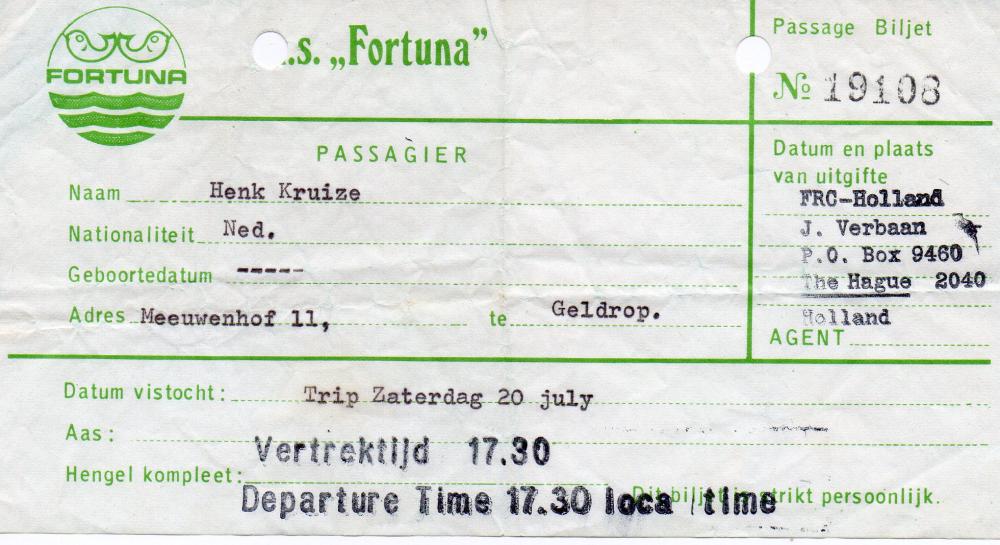 FORTUNA
.s. „Fortuna”
Passage Biljet
№ 19108
PASSAGIER
Naam Henk Kruize
Nationaliteit Ned.
Geboortedatum -----
Adres Meeuwenhof 11, te Geldrop.
Datum en plaats
van uitgifte
FRC-Holland
J. Verbaan
P.O. Box 9460
The Hague 2040
Holland
AGENT
Datum vistocht: Trip Zaterdag 20 july
Aas:
Vertrektijd 17.30
Hengel kompleet:
Dit biljet is strikt persoonlijk.
Departure Time 17.30 local time